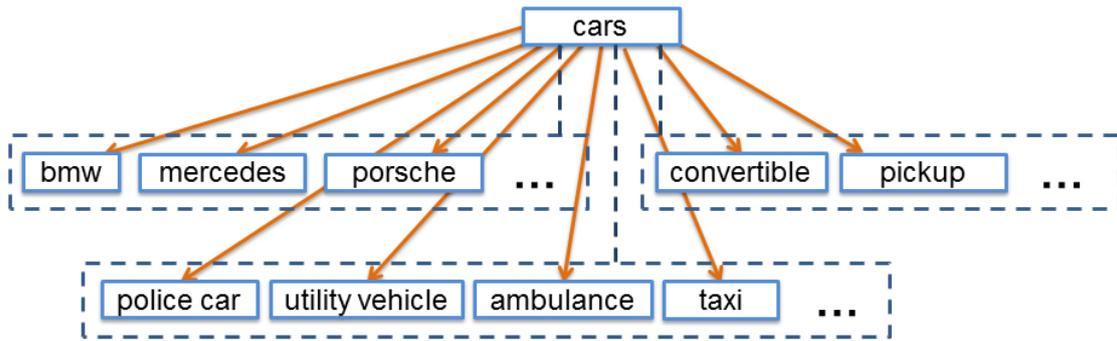 cars
bmw mercedes porsche ... convertible pickup ...
police car utility vehicle ambulance taxi ...